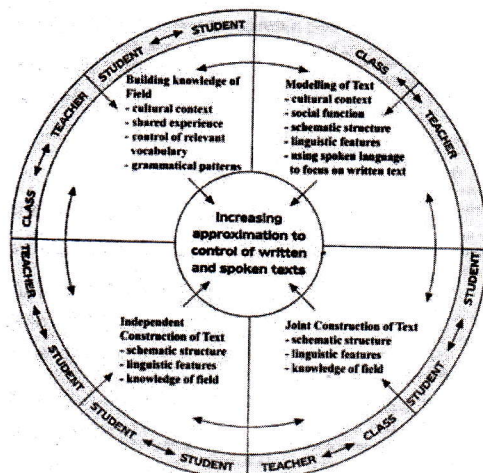 STUDENT STUDENT
CLASS TEACHER
CLASS TEACHER
Building knowledge of
Field
- cultural context
- shared experience
- control of relevant
vocabulary
- grammatical patterns
Modelling of Text
- cultural context
- social function
- schematic structure
- linguistic features
- using spoken language
to focus on written text
Increasing
approximation to
control of written
and spoken texts
Independent
Construction of Text
- schematic structure
- linguistic features
- knowledge of field
Joint Construction of Text
- schematic structure
- linguistic features
- knowledge of field
TEACHER STUDENT
STUDENT STUDENT
STUDENT STUDENT
TEACHER CLASS